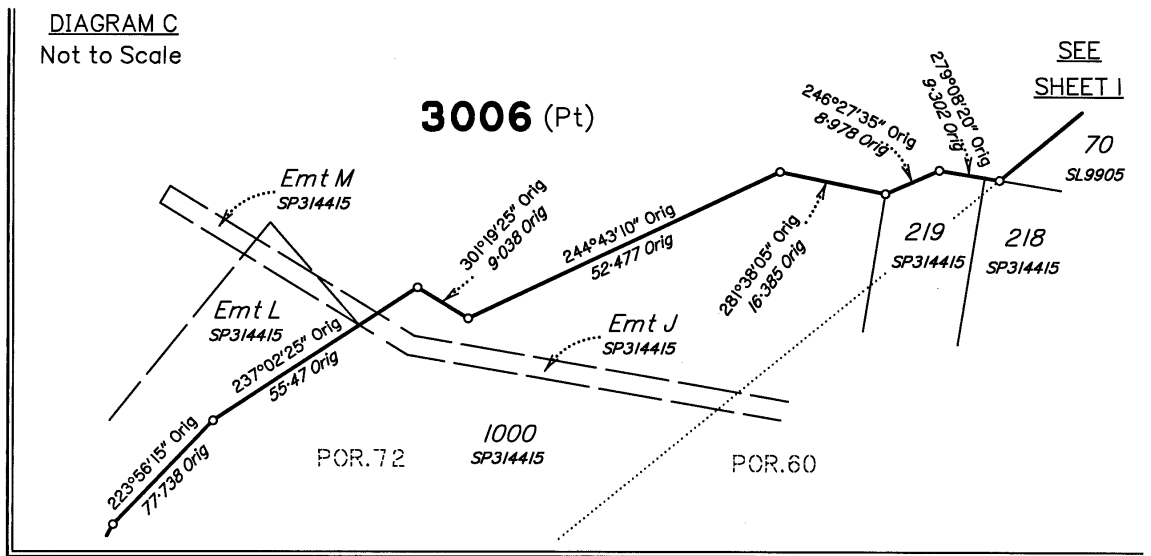 DIAGRAM C
Not to Scale
SEE
SHEET 1
3006 (Pt)
279°08'20" Orig
9·302 Orig
246°27'35" Orig
8·978 Orig
70
SL9905
Emt M
SP314415
301°19'25" Orig
9·038 Orig
244°43'10" Orig
52·477 Orig
281°38'05" Orig
16·385 Orig
219
SP314415
218
SP314415
Emt L
SP314415
Emt J
SP314415
237°02'25" Orig
55·47 Orig
223°56'15" Orig
77·738 Orig
1000
SP314415
POR.72
POR.60